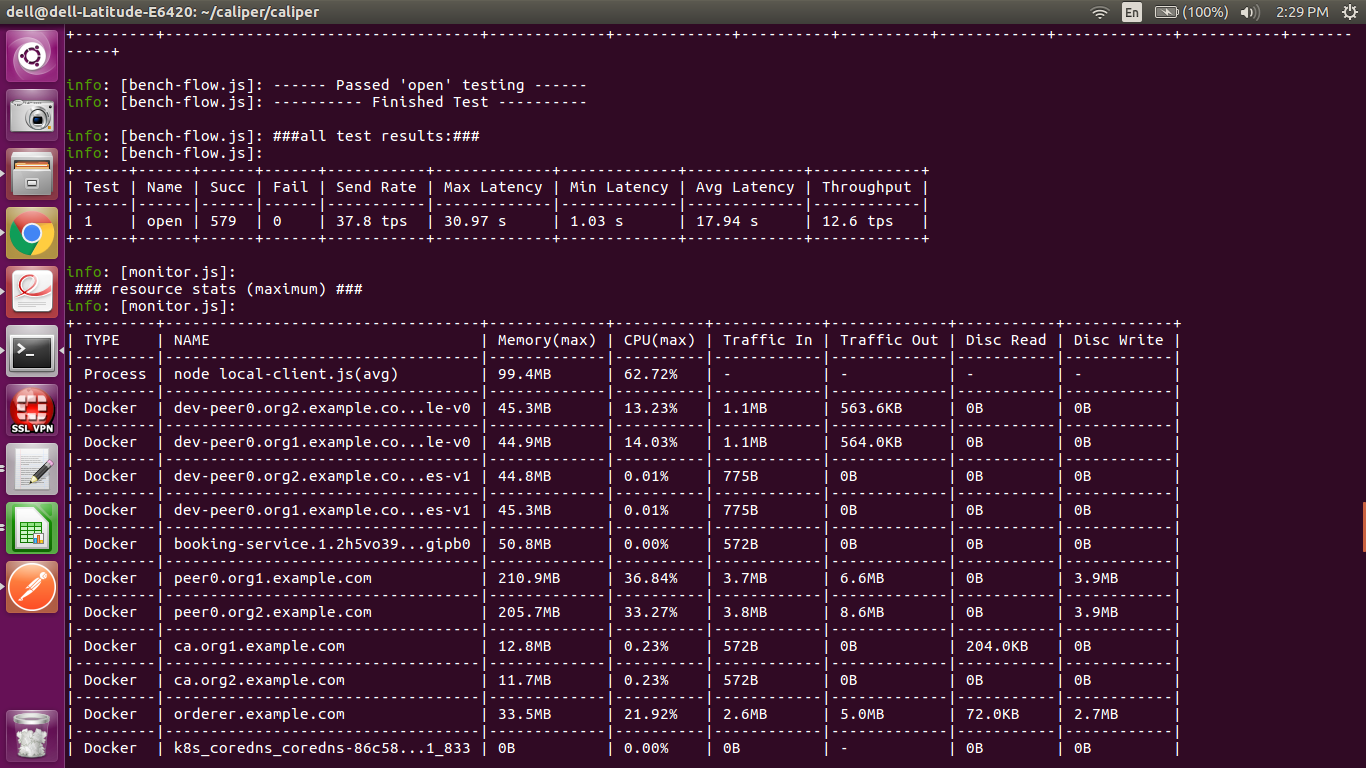 dell@dell-Latitude-E6420: ~/caliper/caliper
En (100%) 2:29 PM
+---------+------------------------------------+-------------+-------------+----------+----------+------------+-------------+-----------+-------
-----+
info: [bench-flow.js]: ------ Passed 'open' testing ------
info: [bench-flow.js]: ---------- Finished Test ----------
info: [bench-flow.js]: ###all test results:###
info: [bench-flow.js]:
+------+------+------+------+-----------+-------------+-------------+-------------+------------+
| Test | Name | Succ | Fail | Send Rate | Max Latency | Min Latency | Avg Latency | Throughput |
|------|------|------|------|-----------|-------------|-------------|-------------|------------|
| 1 | open | 579 | 0 | 37.8 tps | 30.97 s | 1.03 s | 17.94 s | 12.6 tps |
+------+------+------+------+-----------+-------------+-------------+-------------+------------+
info: [monitor.js]:
### resource stats (maximum) ###
info: [monitor.js]:
+---------+-----------------------------------+-------------+----------+------------+-------------+-----------+------------+
| TYPE | NAME | Memory(max) | CPU(max) | Traffic In | Traffic Out | Disc Read | Disc Write |
|---------|-----------------------------------|-------------|----------|------------|-------------|-----------|------------|
| Process | node local-client.js(avg) | 99.4MB | 62.72% | - | - | - | - |
|---------|-----------------------------------|-------------|----------|------------|-------------|-----------|------------|
| Docker | dev-peer0.org2.example.co...le-v0 | 45.3MB | 13.23% | 1.1MB | 563.6KB | 0B | 0B |
|---------|-----------------------------------|-------------|----------|------------|-------------|-----------|------------|
| Docker | dev-peer0.org1.example.co...le-v0 | 44.9MB | 14.03% | 1.1MB | 564.0KB | 0B | 0B |
|---------|-----------------------------------|-------------|----------|------------|-------------|-----------|------------|
| Docker | dev-peer0.org2.example.co...es-v1 | 44.8MB | 0.01% | 775B | 0B | 0B | 0B |
|---------|-----------------------------------|-------------|----------|------------|-------------|-----------|------------|
| Docker | dev-peer0.org1.example.co...es-v1 | 45.3MB | 0.01% | 775B | 0B | 0B | 0B |
|---------|-----------------------------------|-------------|----------|------------|-------------|-----------|------------|
| Docker | booking-service.1.2h5vo39...gipb0 | 50.8MB | 0.00% | 572B | 0B | 0B | 0B |
|---------|-----------------------------------|-------------|----------|------------|-------------|-----------|------------|
| Docker | peer0.org1.example.com | 210.9MB | 36.84% | 3.7MB | 6.6MB | 0B | 3.9MB |
|---------|-----------------------------------|-------------|----------|------------|-------------|-----------|------------|
| Docker | peer0.org2.example.com | 205.7MB | 33.27% | 3.8MB | 8.6MB | 0B | 3.9MB |
|---------|-----------------------------------|-------------|----------|------------|-------------|-----------|------------|
| Docker | ca.org1.example.com | 12.8MB | 0.23% | 572B | 0B | 204.0KB | 0B |
|---------|-----------------------------------|-------------|----------|------------|-------------|-----------|------------|
| Docker | ca.org2.example.com | 11.7MB | 0.23% | 572B | 0B | 0B | 0B |
|---------|-----------------------------------|-------------|----------|------------|-------------|-----------|------------|
| Docker | orderer.example.com | 33.5MB | 21.92% | 2.6MB | 5.0MB | 72.0KB | 2.7MB |
|---------|-----------------------------------|-------------|----------|------------|-------------|-----------|------------|
| Docker | k8s_coredns_coredns-86c58...1_833 | 0B | 0.00% | 0B | - | 0B | 0B |
SSL VPN